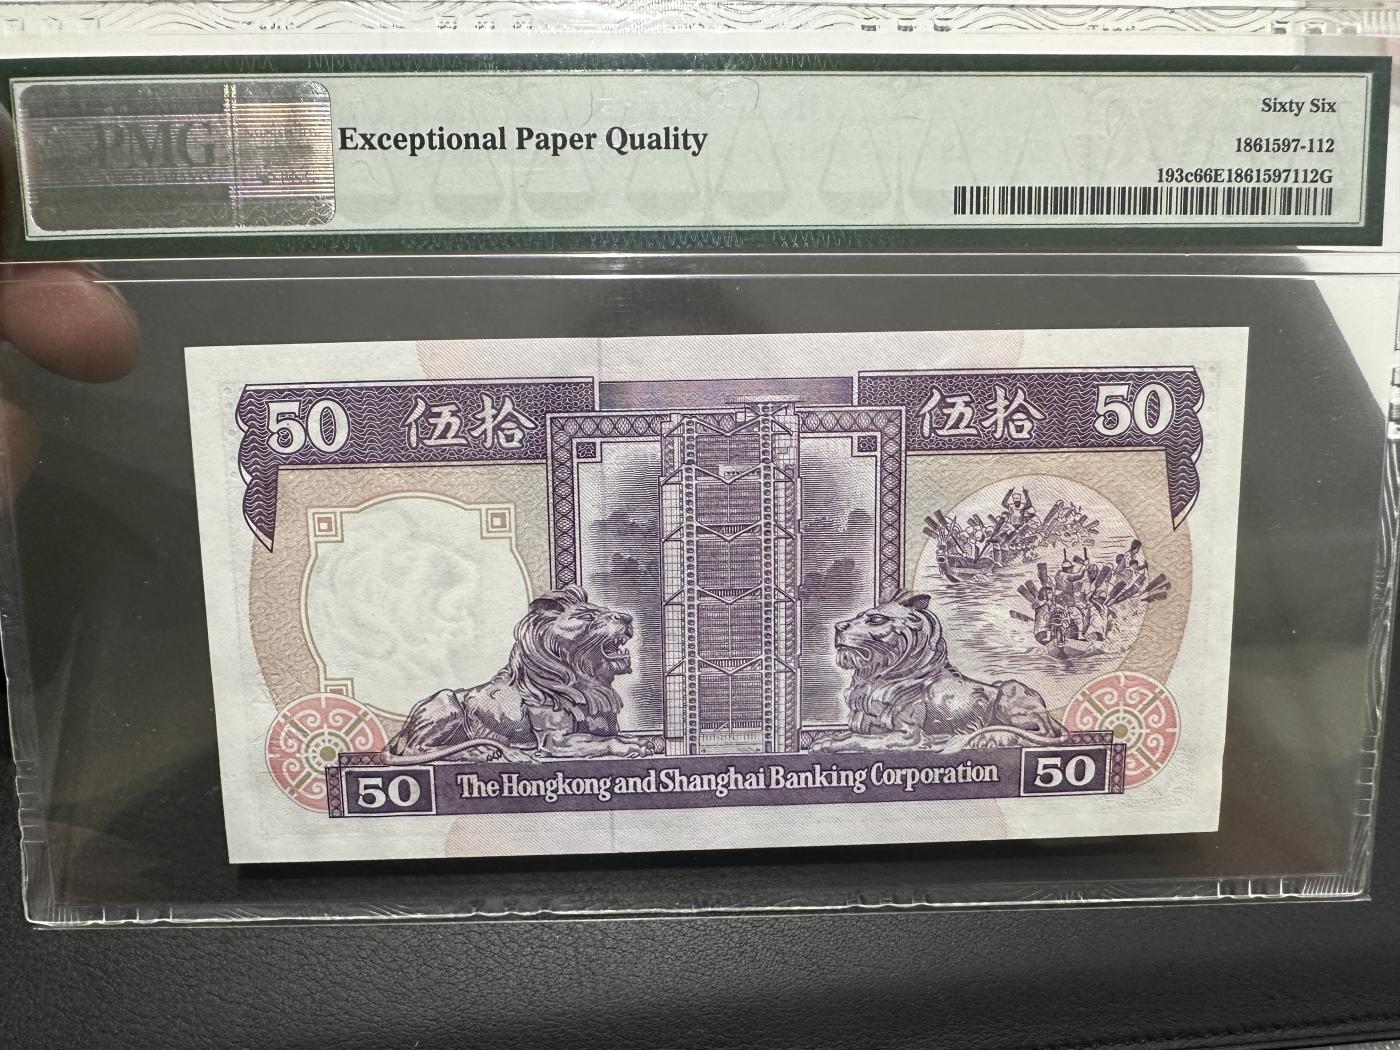 PMG
Exceptional Paper Quality
Sixty Six
1861597-112
193c66E1861597112G
50 伍拾
伍拾 50
50 The Hongkong and Shanghai Banking Corporation 50